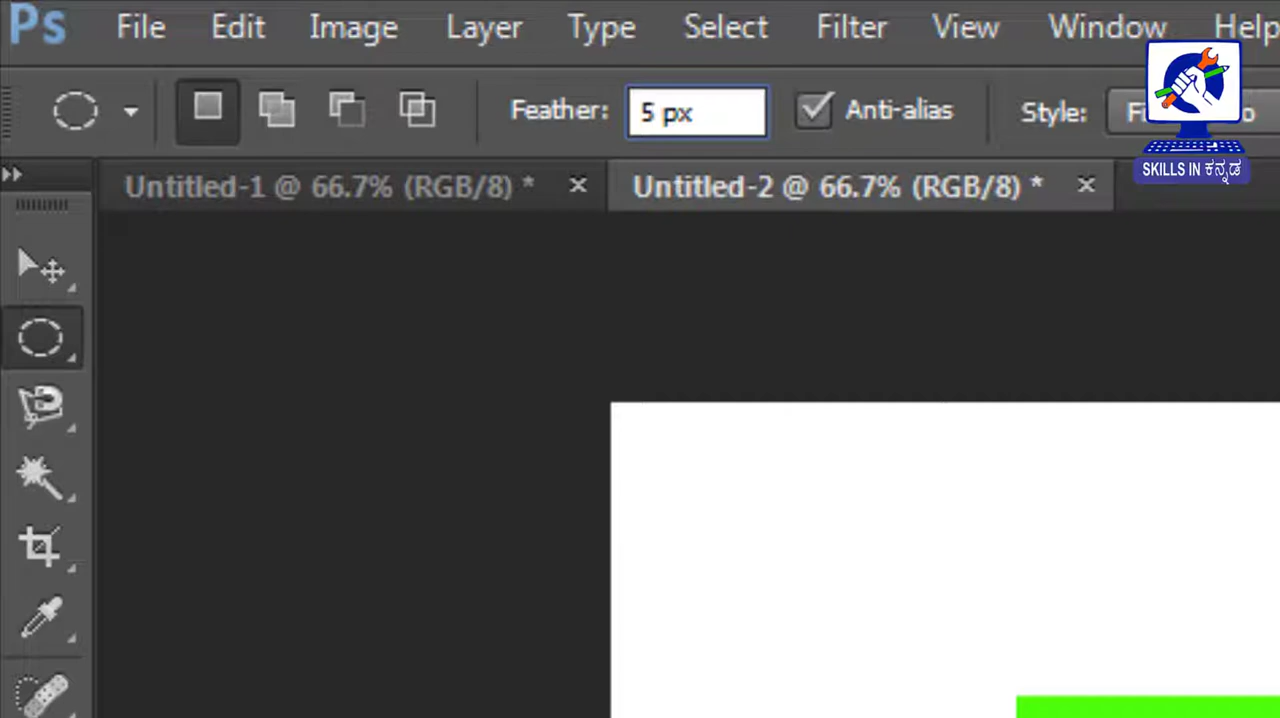 Ps File Edit Image Layer Type Select Filter View Window Help
Feather: 5 px Anti-alias Style:
SKILLS IN ಕನ್ನಡ
Untitled-1 @ 66.7% (RGB/8) * × Untitled-2 @ 66.7% (RGB/8) * ×